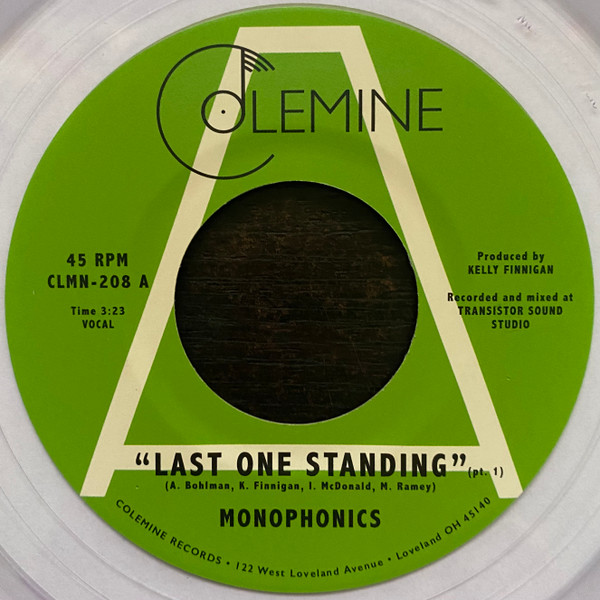 COLEMINE
45 RPM
CLMN-208 A
Time 3:23
VOCAL
Produced by
KELLY FINNIGAN
Recorded and mixed at
TRANSISTOR SOUND
STUDIO
A
“LAST ONE STANDING” (pt. 1)
(A. Bohlman, K. Finnigan, I. McDonald, M. Ramey)
MONOPHONICS
COLEMINE RECORDS • 122 West Loveland Avenue • Loveland OH 45140